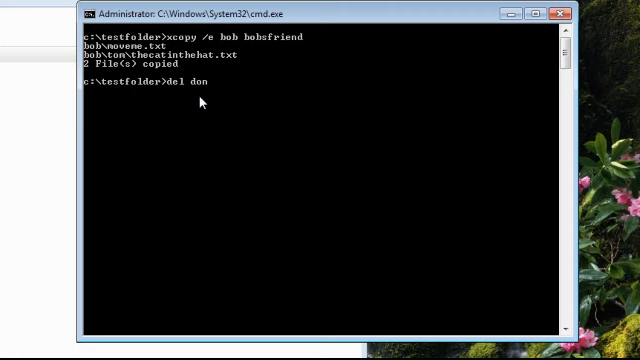 Administrator: C:\Windows\System32\cmd.exe
c:\testfolder>xcopy /e bob bobsfriend
bob\moveme.txt
bob\tom\thecatinthehat.txt
2 File(s) copied
c:\testfolder>del don